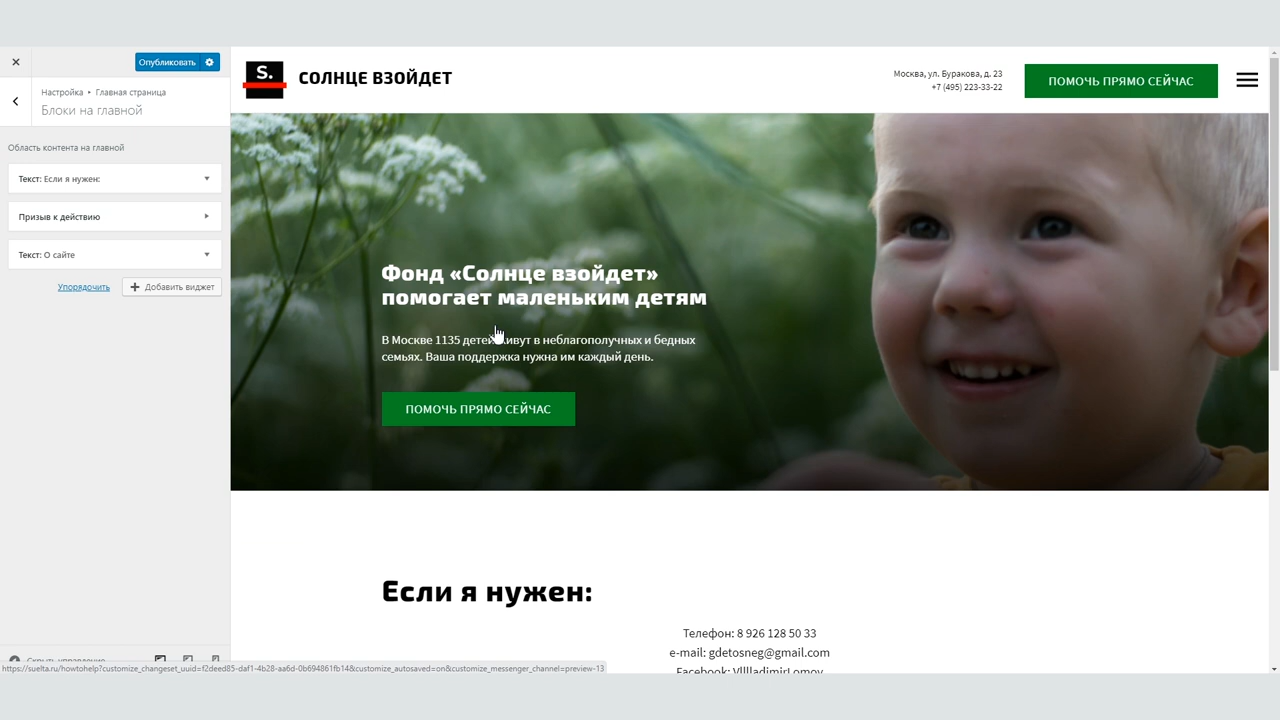 Опубликовать
Настройка • Главная страница
Блоки на главной
Область контента на главной
Текст: Если я нужен:
Призыв к действию
Текст: О сайте
Упорядочить
Добавить виджет
Скрыть управление
S.
СОЛНЦЕ ВЗОЙДЕТ
Москва, ул. Буракова, д. 23
+7 (495) 223-33-22
ПОМОЧЬ ПРЯМО СЕЙЧАС
Фонд «Солнце взойдет»
помогает маленьким детям
В Москве 1135 детей живут в неблагополучных и бедных
семьях. Ваша поддержка нужна им каждый день.
ПОМОЧЬ ПРЯМО СЕЙЧАС
Если я нужен:
Телефон: 8 926 128 50 33
e-mail: gdetosneg@gmail.com
Facebook: VlllladimirLomov
https://suelta.ru/howtohelp?customize_changeset_uuid=f2deed85-daf1-4b28-aa6d-0b694861fb14&customize_autosaved=on&customize_messenger_channel=preview-13